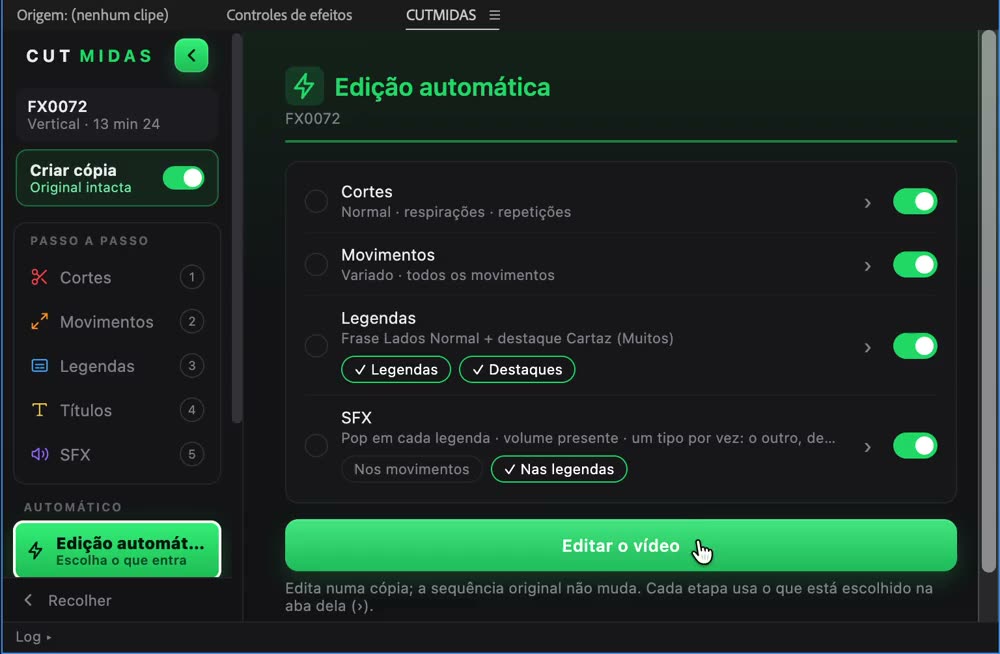 Origem: (nenhum clipe)
Controles de efeitos
CUTMIDAS
CUT MIDAS
FX0072
Vertical · 13 min 24
Criar cópia
Original intacta
PASSO A PASSO
Cortes
1
Movimentos
2
Legendas
3
Títulos
4
SFX
5
AUTOMÁTICO
Edição automát...
Escolha o que entra
Recolher
Log
Edição automática
FX0072
Cortes
Normal · respirações · repetições
Movimentos
Variado · todos os movimentos
Legendas
Frase Lados Normal + destaque Cartaz (Muitos)
✓ Legendas
✓ Destaques
SFX
Pop em cada legenda · volume presente · um tipo por vez: o outro, de...
Nos movimentos
✓ Nas legendas
Editar o vídeo
Edita numa cópia; a sequência original não muda. Cada etapa usa o que está escolhido na
aba dela (›).